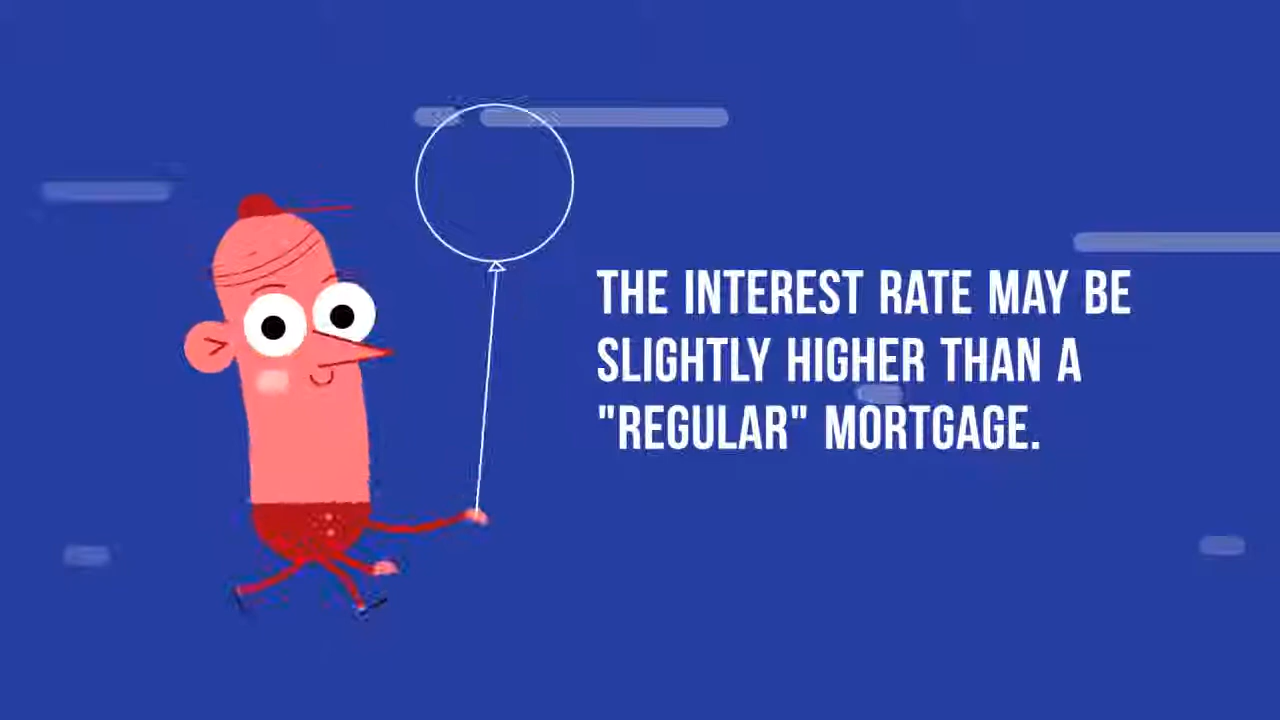 THE INTEREST RATE MAY BE
SLIGHTLY HIGHER THAN A
"REGULAR" MORTGAGE.